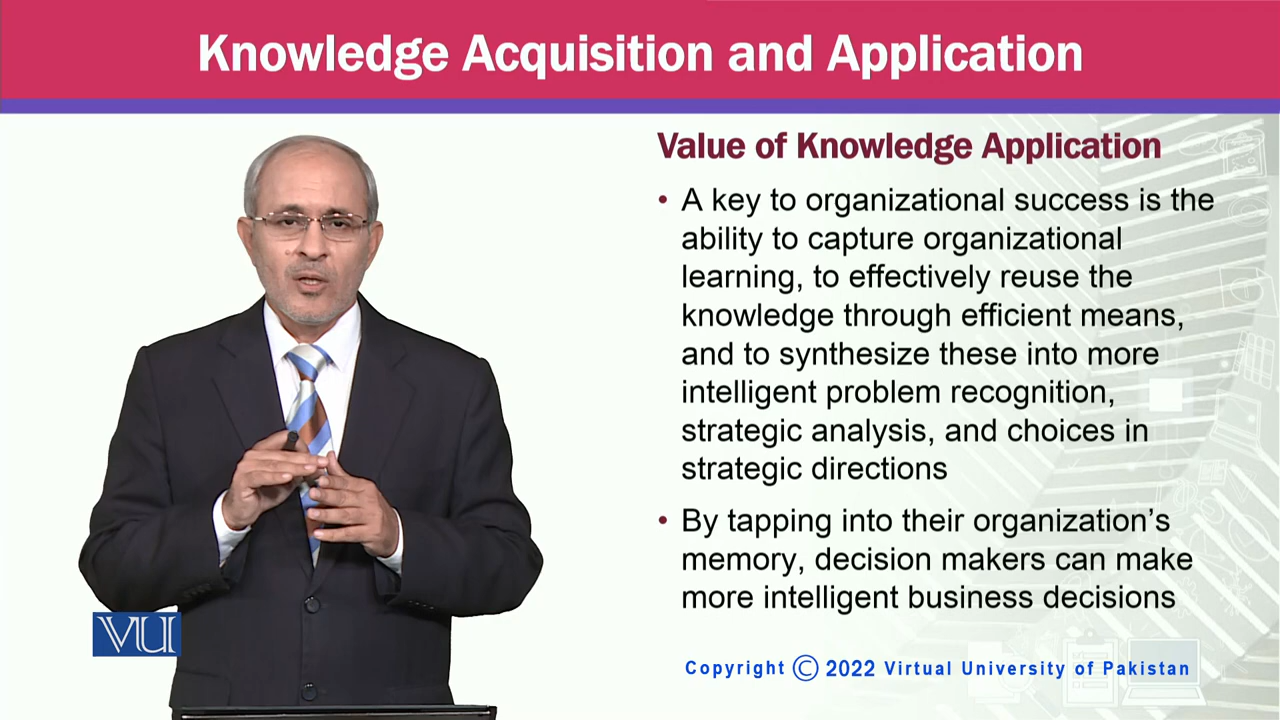 Knowledge Acquisition and Application
Value of Knowledge Application
• A key to organizational success is the
ability to capture organizational
learning, to effectively reuse the
knowledge through efficient means,
and to synthesize these into more
intelligent problem recognition,
strategic analysis, and choices in
strategic directions
• By tapping into their organization’s
memory, decision makers can make
more intelligent business decisions
VU
Copyright © 2022 Virtual University of Pakistan